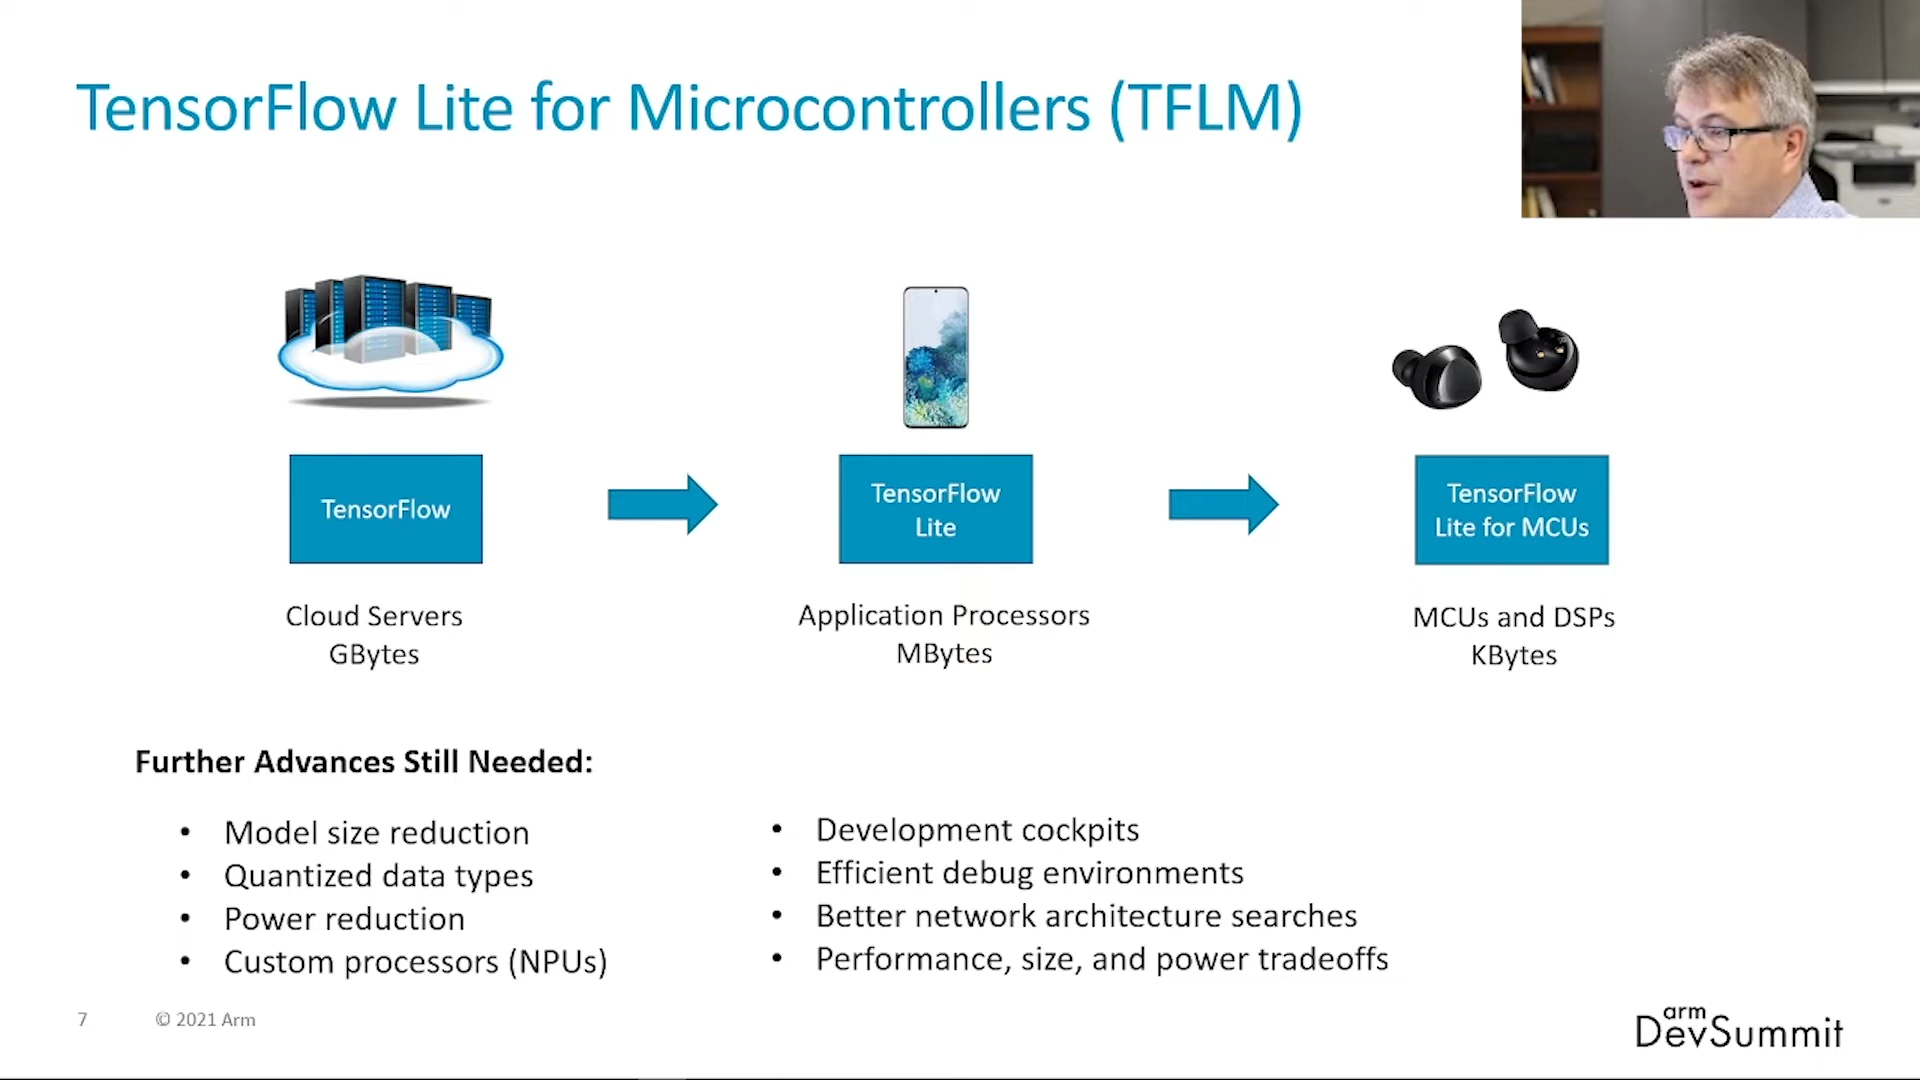 TensorFlow Lite for Microcontrollers (TFLM)
TensorFlow
TensorFlow
Lite
TensorFlow
Lite for MCUs
Cloud Servers
GBytes
Application Processors
MBytes
MCUs and DSPs
KBytes
Further Advances Still Needed:
• Model size reduction
• Quantized data types
• Power reduction
• Custom processors (NPUs)
• Development cockpits
• Efficient debug environments
• Better network architecture searches
• Performance, size, and power tradeoffs
7
© 2021 Arm
arm
DevSummit